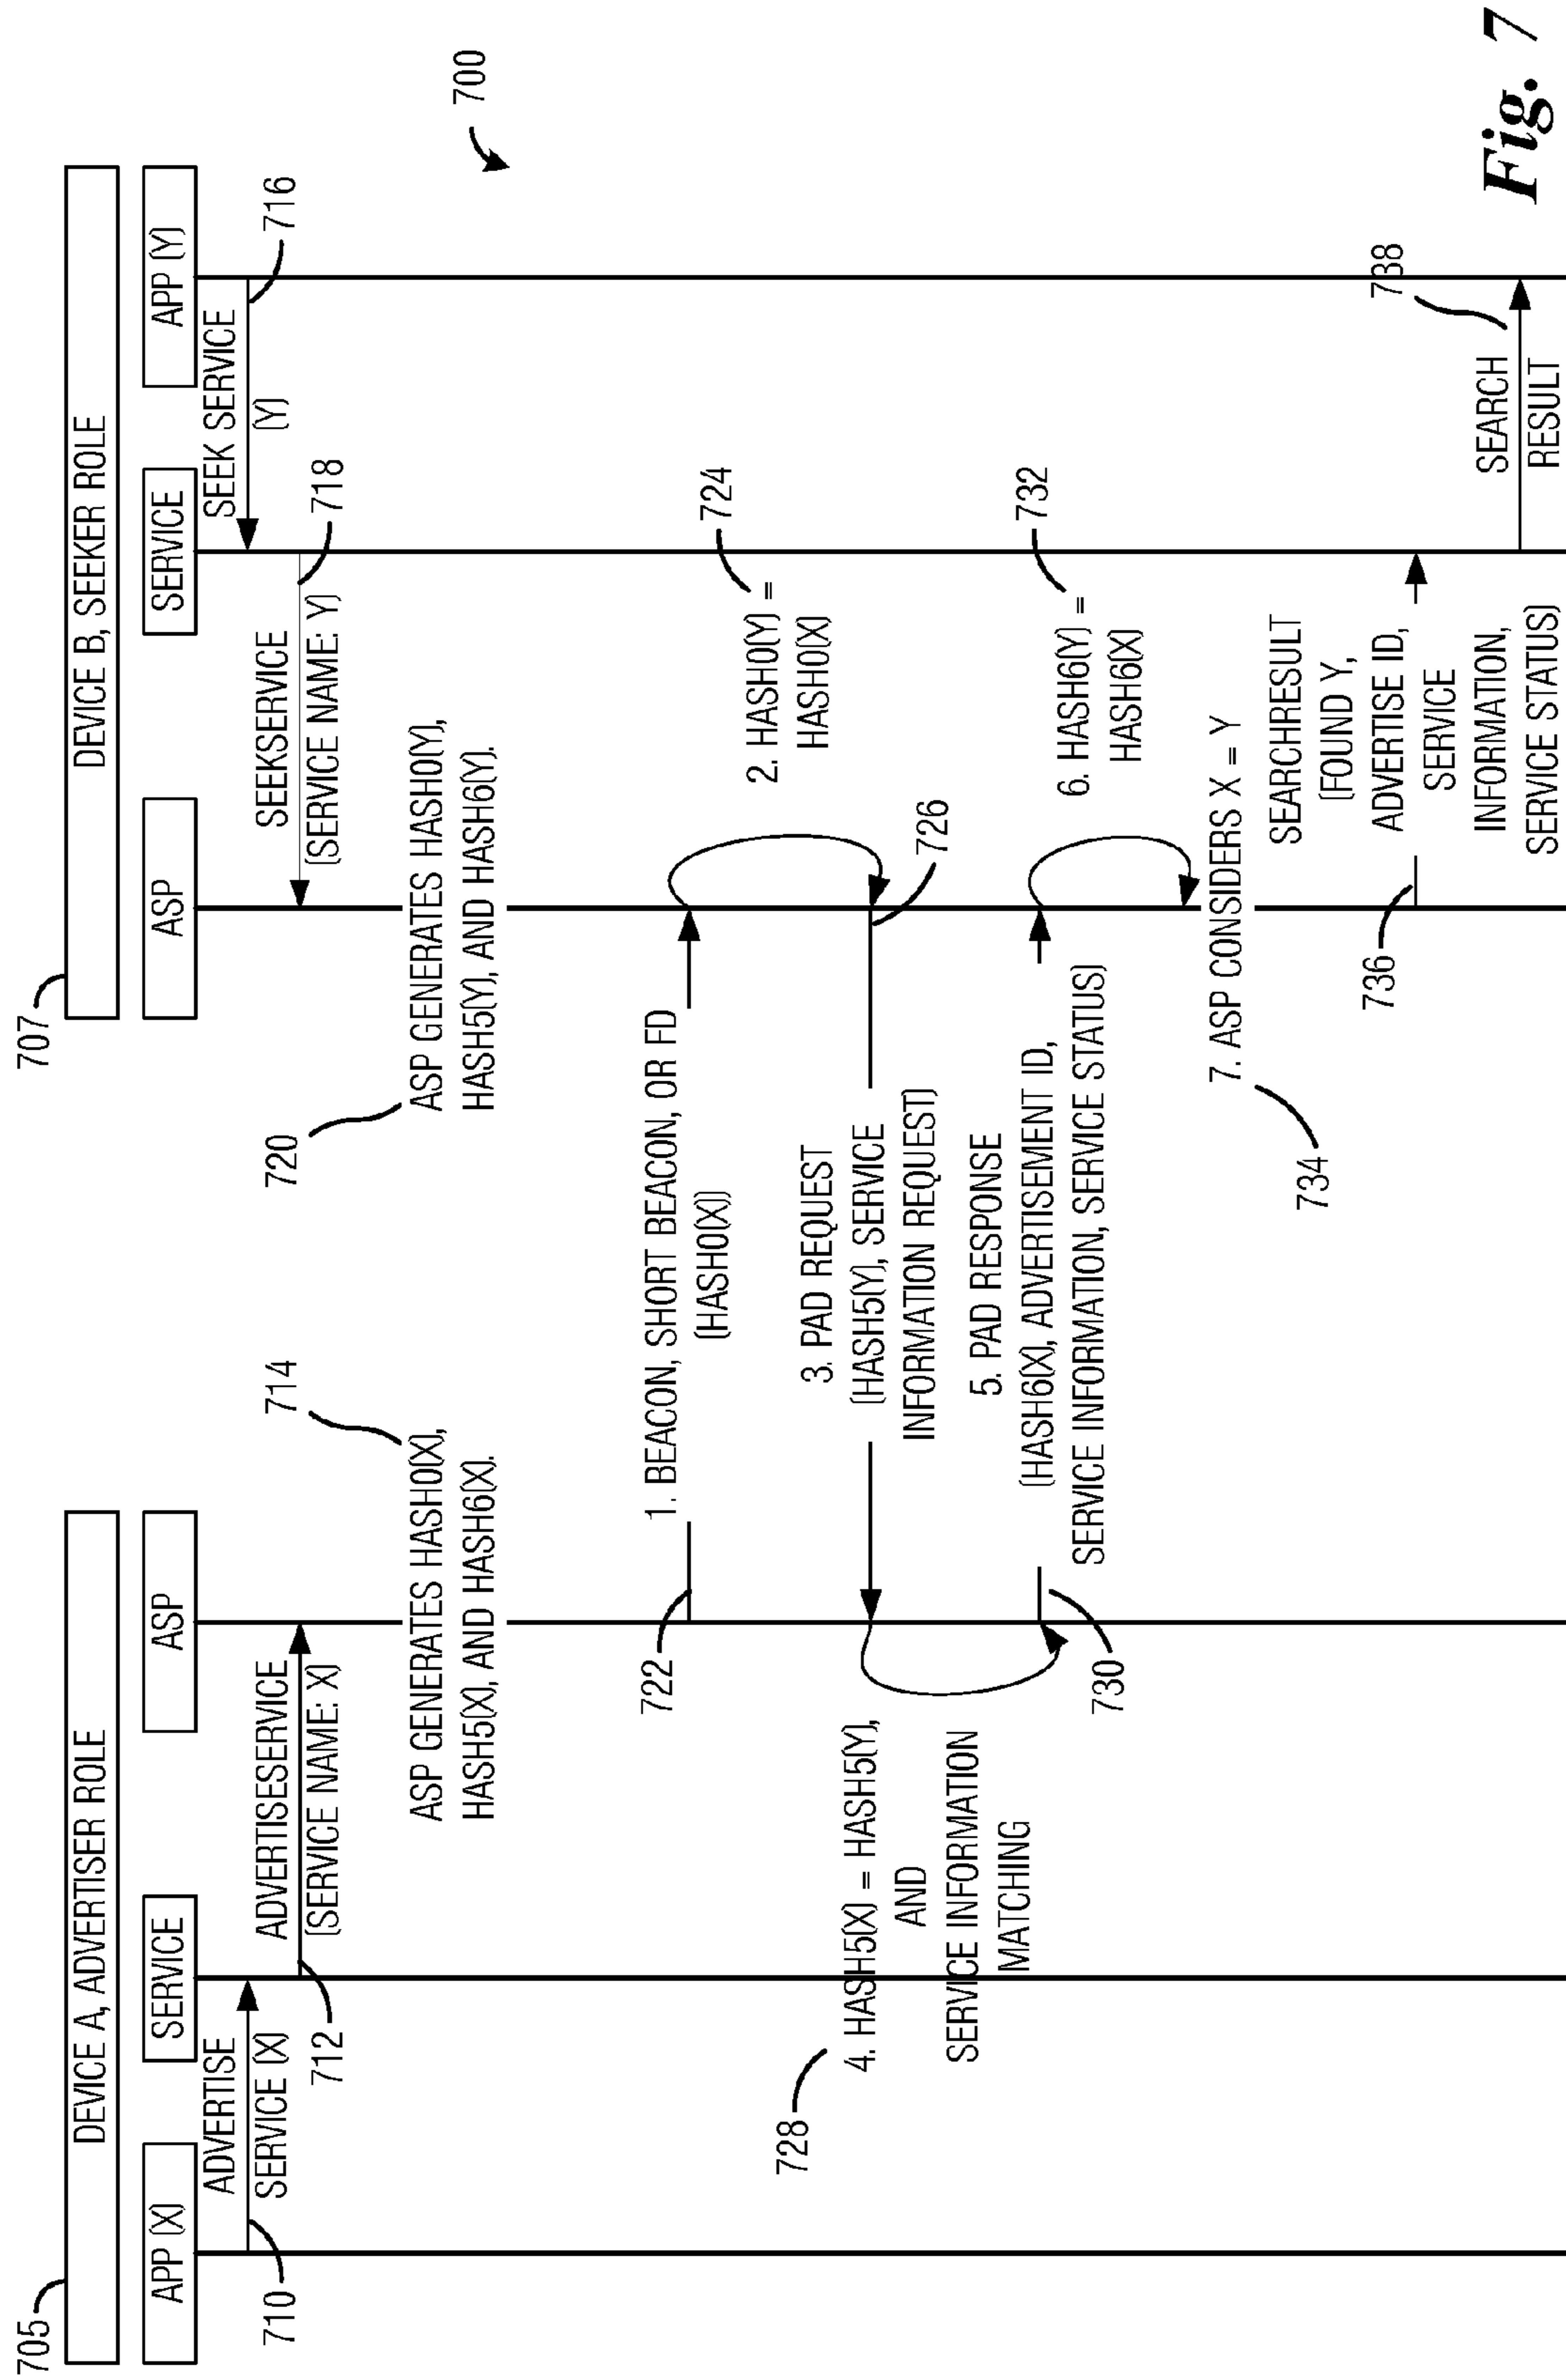 705
707
DEVICE A, ADVERTISER ROLE
DEVICE B, SEEKER ROLE
APP (X)
SERVICE
ASP
ASP
SERVICE
APP (Y)
ADVERTISE
SERVICE (X)
710
ADVERTISESERVICE
(SERVICE NAME: X)
712
SEEKSERVICE
(SERVICE NAME: Y)
718
SEEK SERVICE
(Y)
716
714
ASP GENERATES HASH0(X),
HASH5(X), AND HASH6(X).
720
ASP GENERATES HASH0(Y),
HASH5(Y), AND HASH6(Y).
700
722
1. BEACON, SHORT BEACON, OR FD
(HASH0(X))
724
2. HASH0(Y) =
HASH0(X)
3. PAD REQUEST
(HASH5(Y), SERVICE
INFORMATION REQUEST)
726
728
4. HASH5(X) = HASH5(Y),
AND
SERVICE INFORMATION
MATCHING
5. PAD RESPONSE
(HASH6(X), ADVERTISEMENT ID,
SERVICE INFORMATION, SERVICE STATUS)
730
732
6. HASH6(Y) =
HASH6(X)
7. ASP CONSIDERS X = Y
734
SEARCHRESULT
(FOUND Y,
ADVERTISE ID,
SERVICE
INFORMATION,
SERVICE STATUS)
736
738
SEARCH
RESULT
Fig. 7